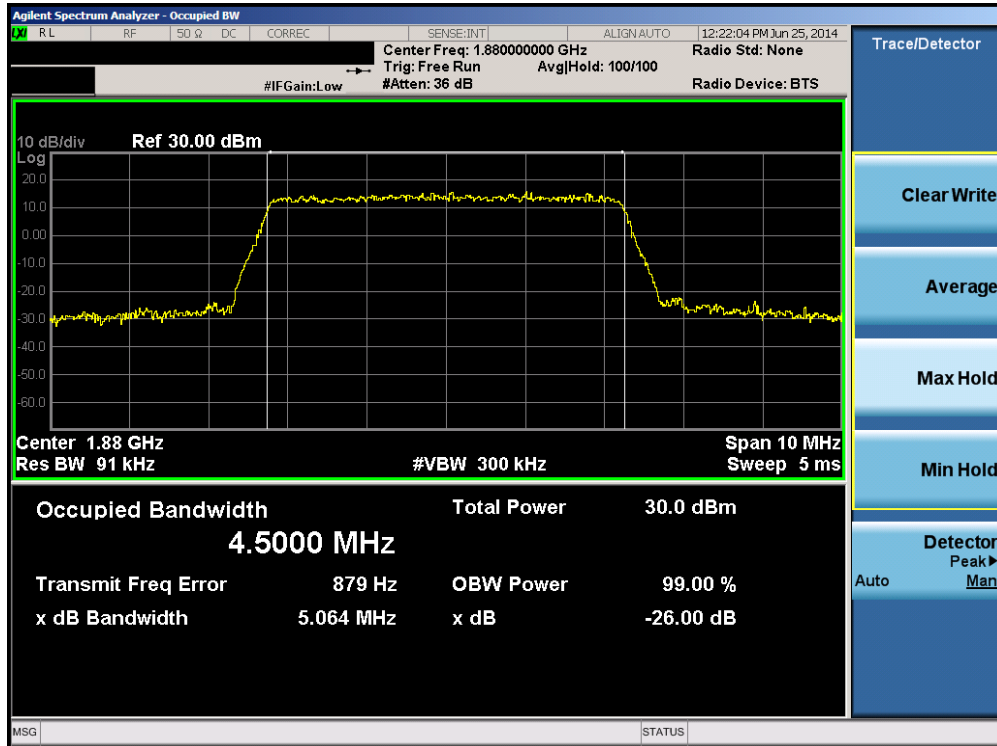 Agilent Spectrum Analyzer - Occupied BW
LXI RL RF 50 Ω DC CORREC SENSE:INT ALIGN AUTO 12:22:04 PM Jun 25, 2014
Center Freq: 1.880000000 GHz Radio Std: None
Trig: Free Run Avg|Hold: 100/100
#IFGain:Low #Atten: 36 dB Radio Device: BTS
10 dB/div Ref 30.00 dBm
Log
20.0
10.0
0.00
-10.0
-20.0
-30.0
-40.0
-50.0
-60.0
Center 1.88 GHz Span 10 MHz
Res BW 91 kHz #VBW 300 kHz Sweep 5 ms
Occupied Bandwidth Total Power 30.0 dBm
4.5000 MHz
Transmit Freq Error 879 Hz OBW Power 99.00 %
x dB Bandwidth 5.064 MHz x dB -26.00 dB
MSG STATUS
Trace/Detector
Clear Write
Average
Max Hold
Min Hold
Detector
Peak▶
Auto Man